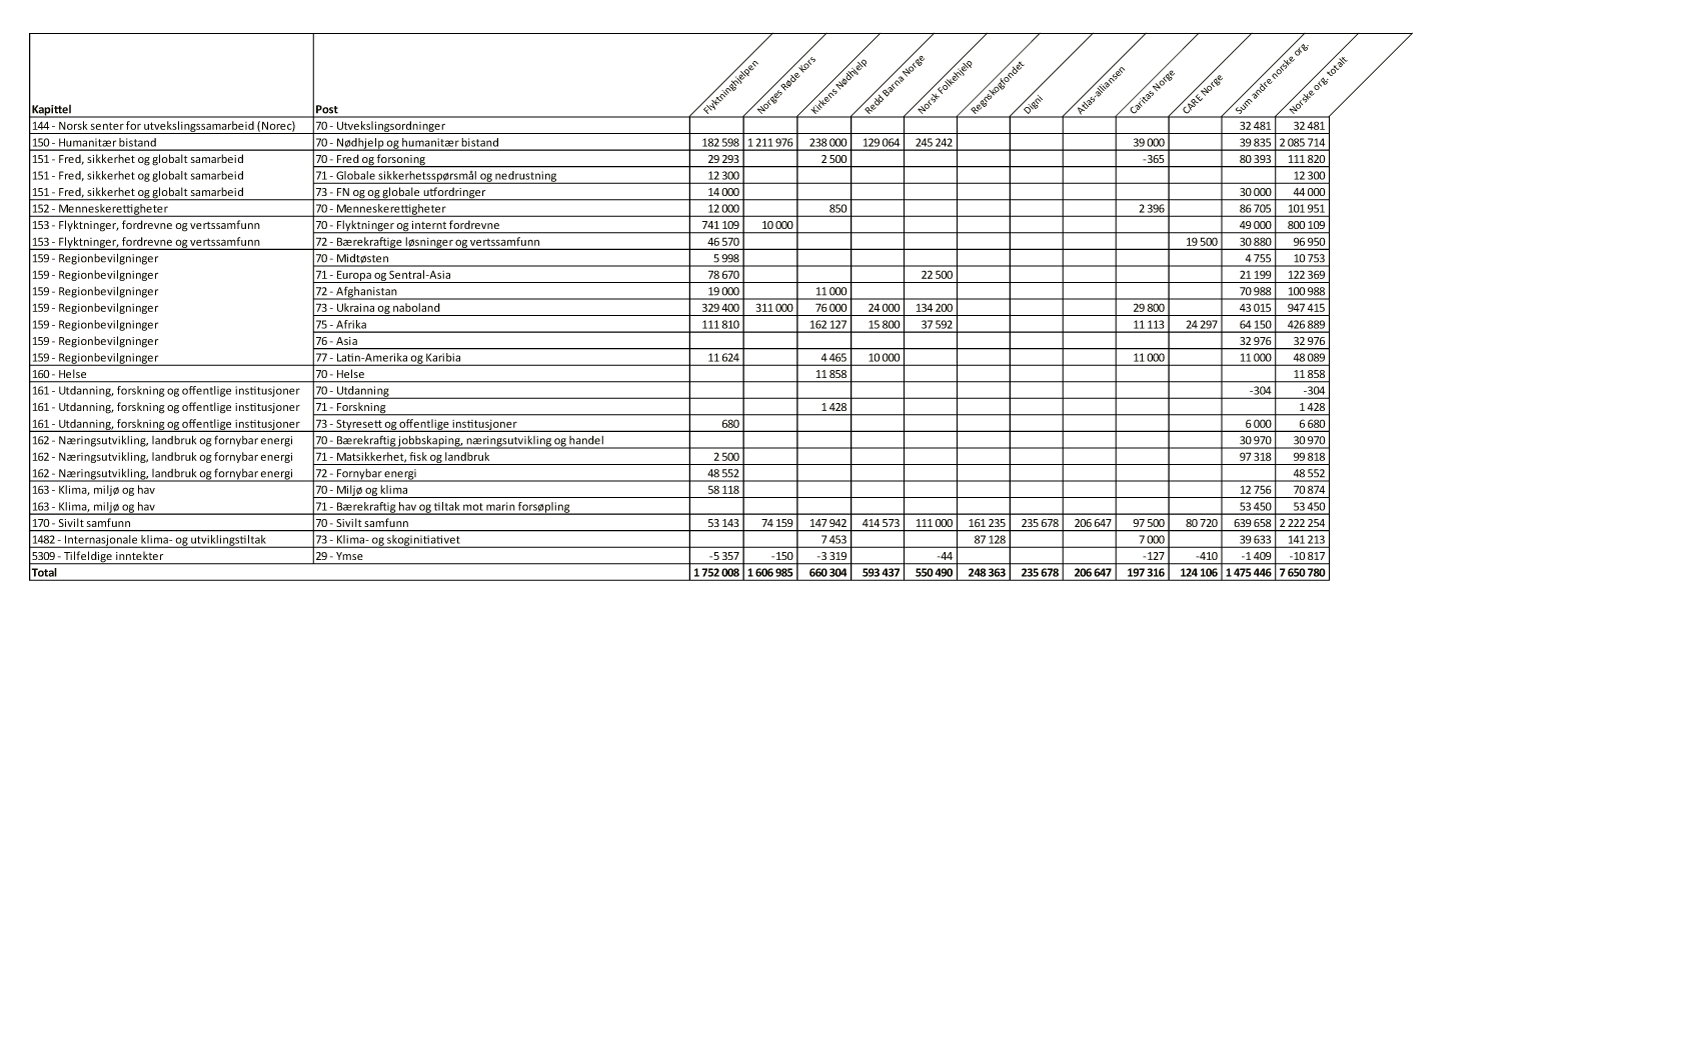 Kapittel Post Flyktninghjelpen Norges Røde Kors Kirkens Nødhjelp Redd Barna Norge Norsk Folkehjelp Regnskogfondet Digni Atlas-alliansen Caritas Norge CARE Norge Sum andre norske org. Norske org. totalt
144 - Norsk senter for utvekslingssamarbeid (Norec) 70 - Utvekslingsordninger 32 481 32 481
150 - Humanitær bistand 70 - Nødhjelp og humanitær bistand 182 598 1 211 976 238 000 129 064 245 242 39 000 39 835 2 085 714
151 - Fred, sikkerhet og globalt samarbeid 70 - Fred og forsoning 29 293 2 500 -365 80 393 111 820
151 - Fred, sikkerhet og globalt samarbeid 71 - Globale sikkerhetsspørsmål og nedrustning 12 300 12 300
151 - Fred, sikkerhet og globalt samarbeid 73 - FN og og globale utfordringer 14 000 30 000 44 000
152 - Menneskerettigheter 70 - Menneskerettigheter 12 000 850 2 396 86 705 101 951
153 - Flyktninger, fordrevne og vertssamfunn 70 - Flyktninger og internt fordrevne 741 109 10 000 49 000 800 109
153 - Flyktninger, fordrevne og vertssamfunn 72 - Bærekraftige løsninger og vertssamfunn 46 570 19 500 30 880 96 950
159 - Regionbevilgninger 70 - Midtøsten 5 998 4 755 10 753
159 - Regionbevilgninger 71 - Europa og Sentral-Asia 78 670 22 500 21 199 122 369
159 - Regionbevilgninger 72 - Afghanistan 19 000 11 000 70 988 100 988
159 - Regionbevilgninger 73 - Ukraina og naboland 329 400 311 000 76 000 24 000 134 200 29 800 43 015 947 415
159 - Regionbevilgninger 75 - Afrika 111 810 162 127 15 800 37 592 11 113 24 297 64 150 426 889
159 - Regionbevilgninger 76 - Asia 32 976 32 976
159 - Regionbevilgninger 77 - Latin-Amerika og Karibia 11 624 4 465 10 000 11 000 11 000 48 089
160 - Helse 70 - Helse 11 858 11 858
161 - Utdanning, forskning og offentlige institusjoner 70 - Utdanning -304 -304
161 - Utdanning, forskning og offentlige institusjoner 71 - Forskning 1 428 1 428
161 - Utdanning, forskning og offentlige institusjoner 73 - Styresett og offentlige institusjoner 680 6 000 6 680
162 - Næringsutvikling, landbruk og fornybar energi 70 - Bærekraftig jobbskaping, næringsutvikling og handel 30 970 30 970
162 - Næringsutvikling, landbruk og fornybar energi 71 - Matsikkerhet, fisk og landbruk 2 500 97 318 99 818
162 - Næringsutvikling, landbruk og fornybar energi 72 - Fornybar energi 48 552 48 552
163 - Klima, miljø og hav 70 - Miljø og klima 58 118 12 756 70 874
163 - Klima, miljø og hav 71 - Bærekraftig hav og tiltak mot marin forsøpling 53 450 53 450
170 - Sivilt samfunn 70 - Sivilt samfunn 53 143 74 159 147 942 414 573 111 000 161 235 235 678 206 647 97 500 80 720 639 658 2 222 254
1482 - Internasjonale klima- og utviklingstiltak 73 - Klima- og skoginitiativet 7 453 87 128 7 000 39 633 141 213
5309 - Tilfeldige inntekter 29 - Ymse -5 357 -150 -3 319 -44 -127 -410 -1 409 -10 817
Total 1 752 008 1 606 985 660 304 593 437 550 490 248 363 235 678 206 647 197 316 124 106 1 475 446 7 650 780